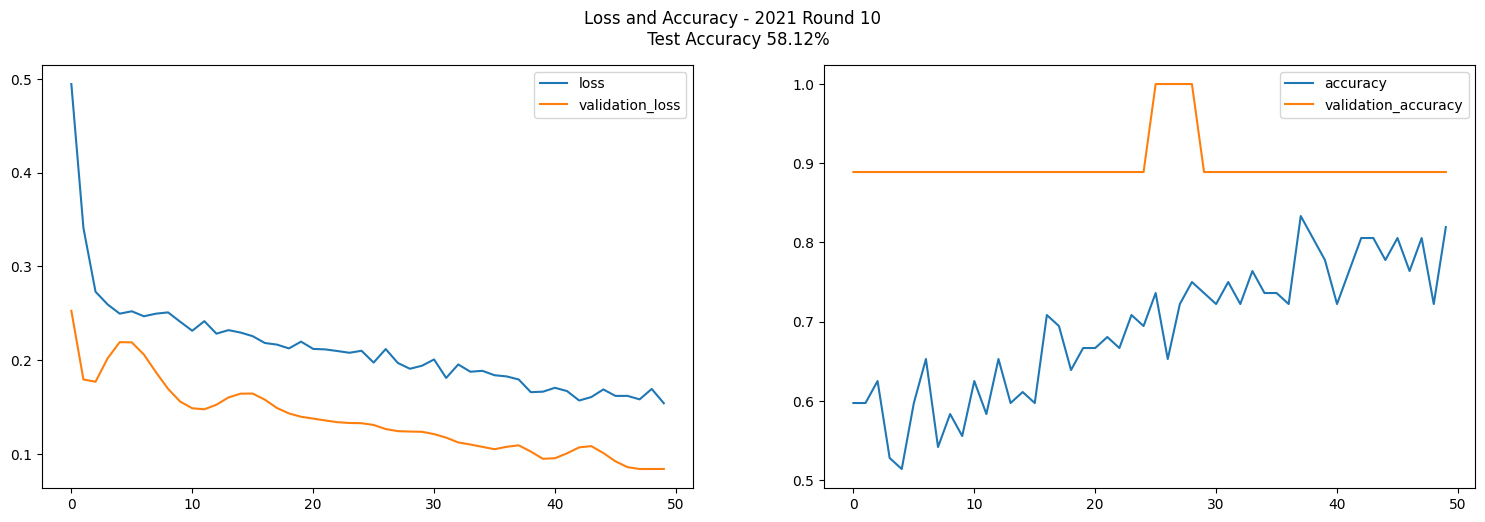 Loss and Accuracy - 2021 Round 10
Test Accuracy 58.12%
loss
validation_loss
0.5
0.4
0.3
0.2
0.1
0 10 20 30 40 50
accuracy
validation_accuracy
1.0
0.9
0.8
0.7
0.6
0.5
0 10 20 30 40 50